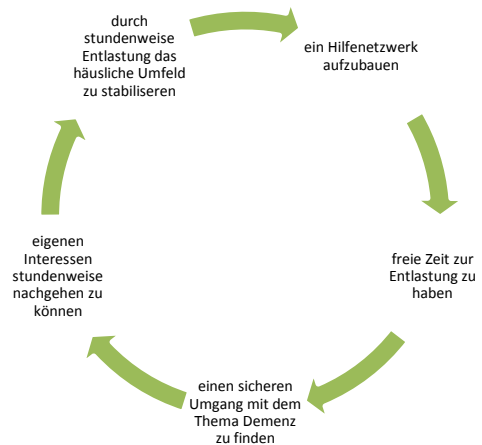 durch
stundenweise
Entlastung das
häusliche Umfeld
zu stabiliseren
ein Hilfenetzwerk
aufzubauen
freie Zeit zur
Entlastung zu
haben
einen sicheren
Umgang mit dem
Thema Demenz
zu finden
eigenen
Interessen
stundenweise
nachgehen zu
können